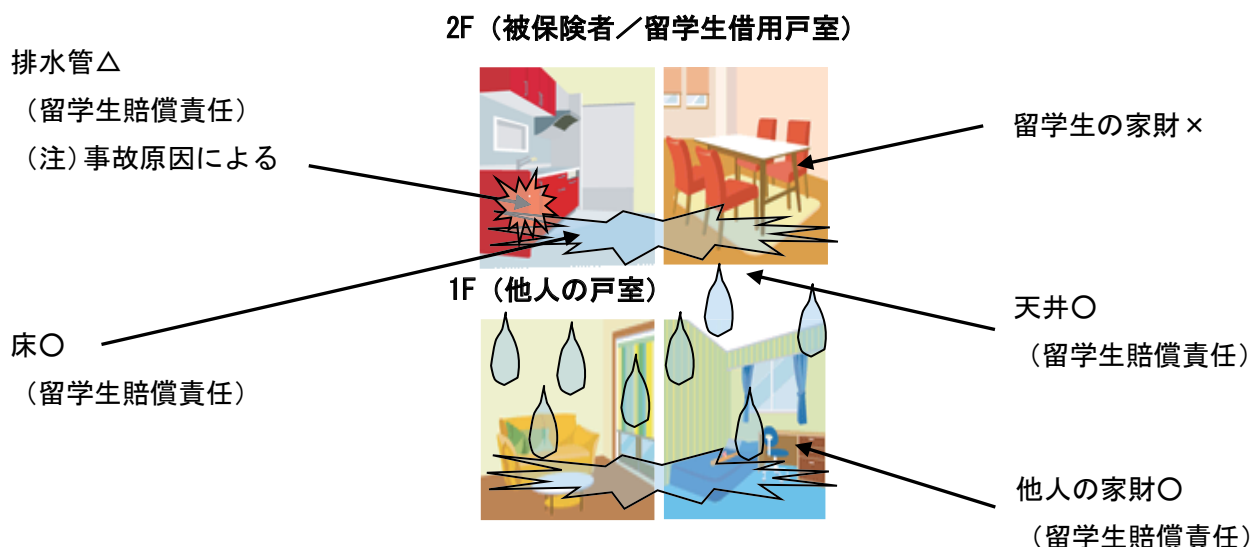 2F（被保険者／留学生借用戸室）
排水管△
（留学生賠償責任）
（注）事故原因による
留学生の家財×
1F（他人の戸室）
床〇
（留学生賠償責任）
天井〇
（留学生賠償責任）
他人の家財〇
（留学生賠償責任）